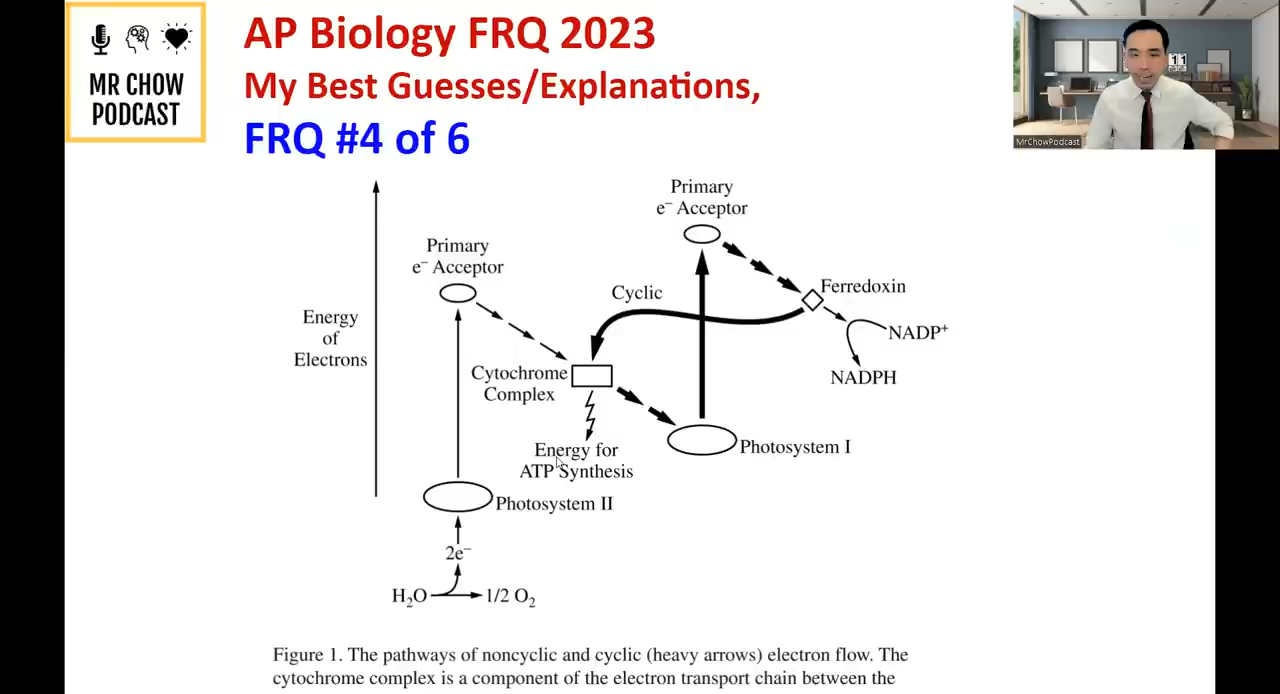 MR CHOW
PODCAST
AP Biology FRQ 2023
My Best Guesses/Explanations,
FRQ #4 of 6
11
MrChowPodcast
Primary
e⁻ Acceptor
Primary
e⁻ Acceptor
Cyclic
Ferredoxin
Energy
of
Electrons
NADP⁺
NADPH
Cytochrome
Complex
Energy for
ATP Synthesis
Photosystem I
Photosystem II
2e⁻
H₂O
1/2 O₂
Figure 1. The pathways of noncyclic and cyclic (heavy arrows) electron flow. The
cytochrome complex is a component of the electron transport chain between the